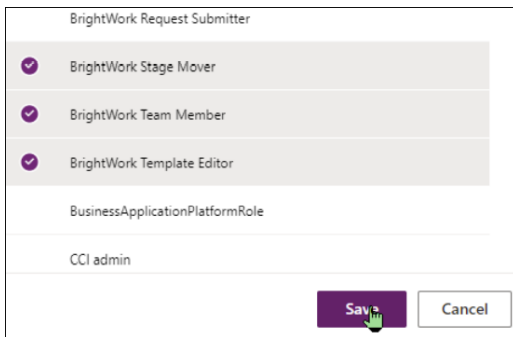 BrightWork Request Submitter
BrightWork Stage Mover
BrightWork Team Member
BrightWork Template Editor
BusinessApplicationPlatformRole
CCI admin
Save Cancel